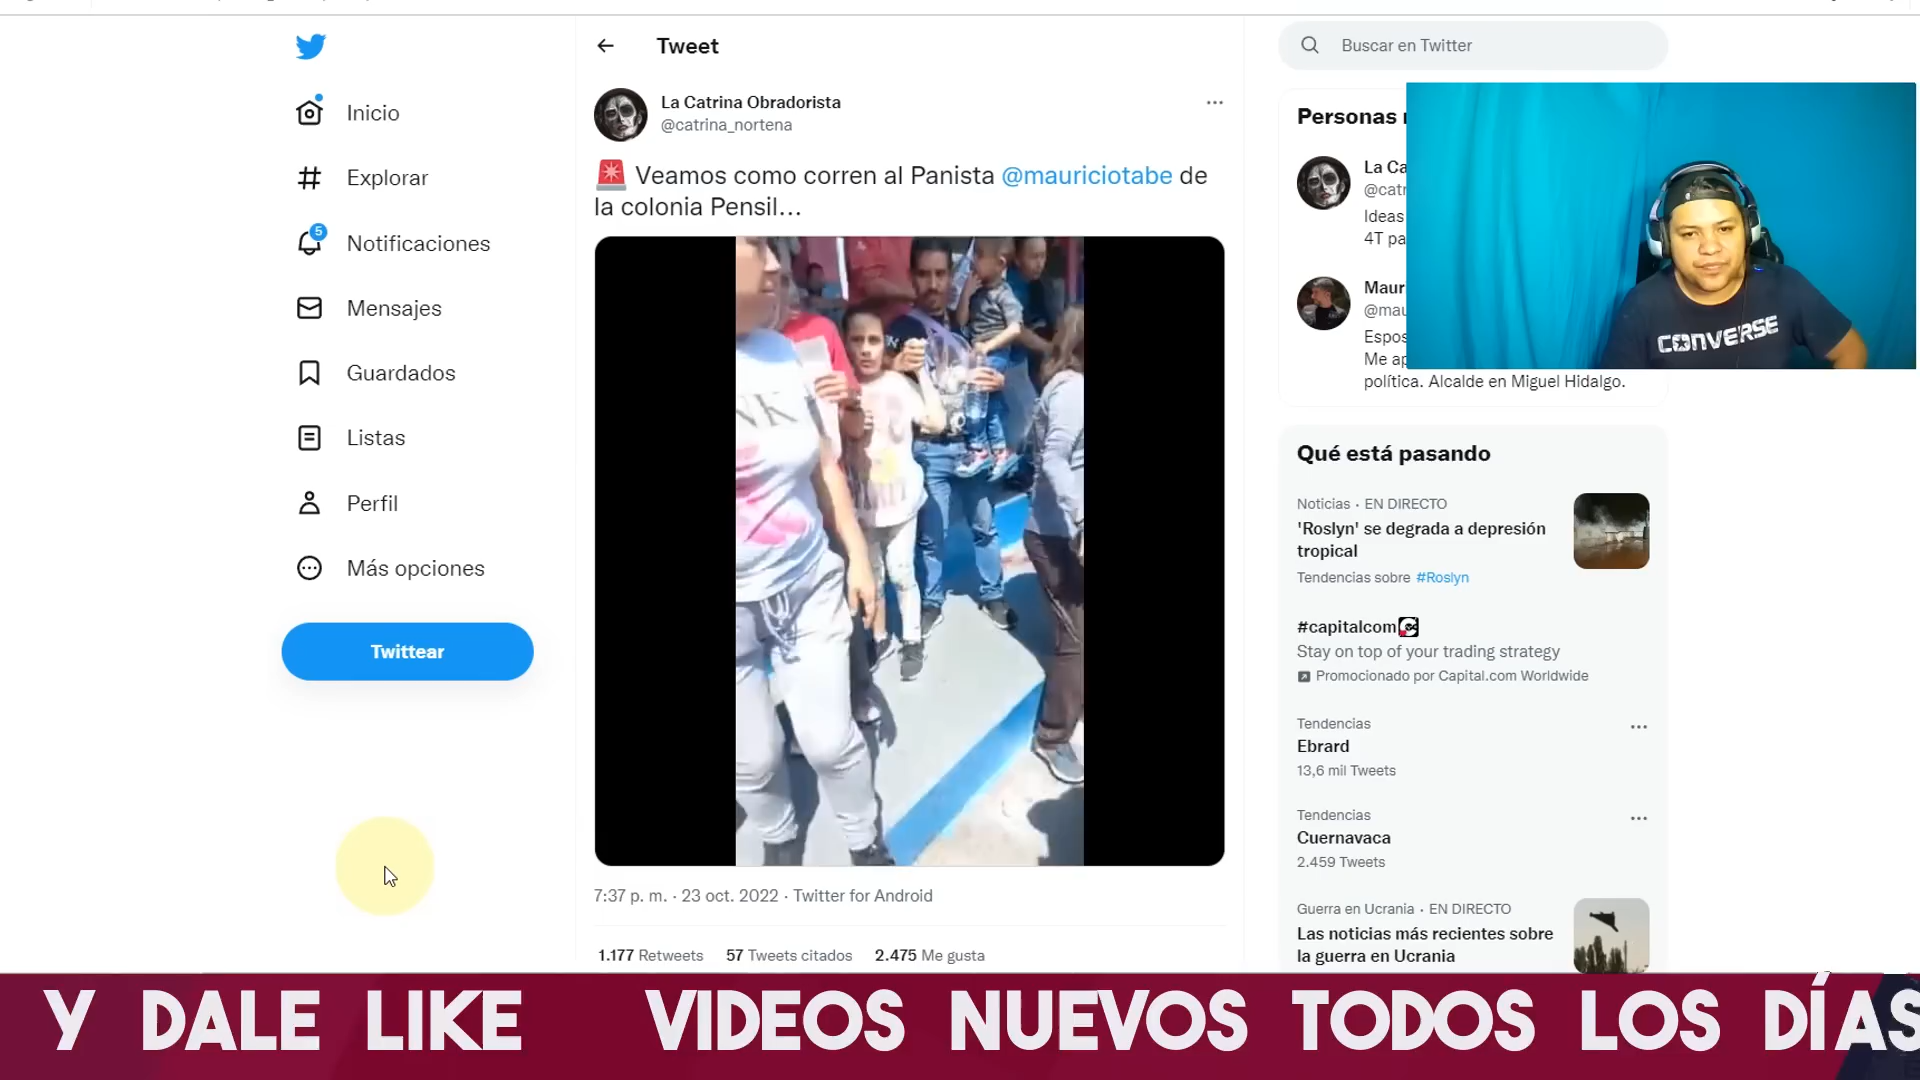 Tweet
Buscar en Twitter
Inicio
Explorar
Notificaciones
5
Mensajes
Guardados
Listas
Perfil
Más opciones
Twittear
La Catrina Obradorista
@catrina_nortena
Veamos como corren al Panista @mauriciotabe de
la colonia Pensil...
NK
7:37 p. m. · 23 oct. 2022 · Twitter for Android
1.177 Retweets 57 Tweets citados 2.475 Me gusta
Personas
La Ca
@catr
Ideas
4T pa
Maur
@mau
Espos
Me ap
política. Alcalde en Miguel Hidalgo.
CONVERSE
Qué está pasando
Noticias · EN DIRECTO
'Roslyn' se degrada a depresión
tropical
Tendencias sobre #Roslyn
#capitalcom
Stay on top of your trading strategy
Promocionado por Capital.com Worldwide
Tendencias
Ebrard
13,6 mil Tweets
Tendencias
Cuernavaca
2.459 Tweets
Guerra en Ucrania · EN DIRECTO
Las noticias más recientes sobre
la guerra en Ucrania
Y DALE LIKE VIDEOS NUEVOS TODOS LOS DÍAS